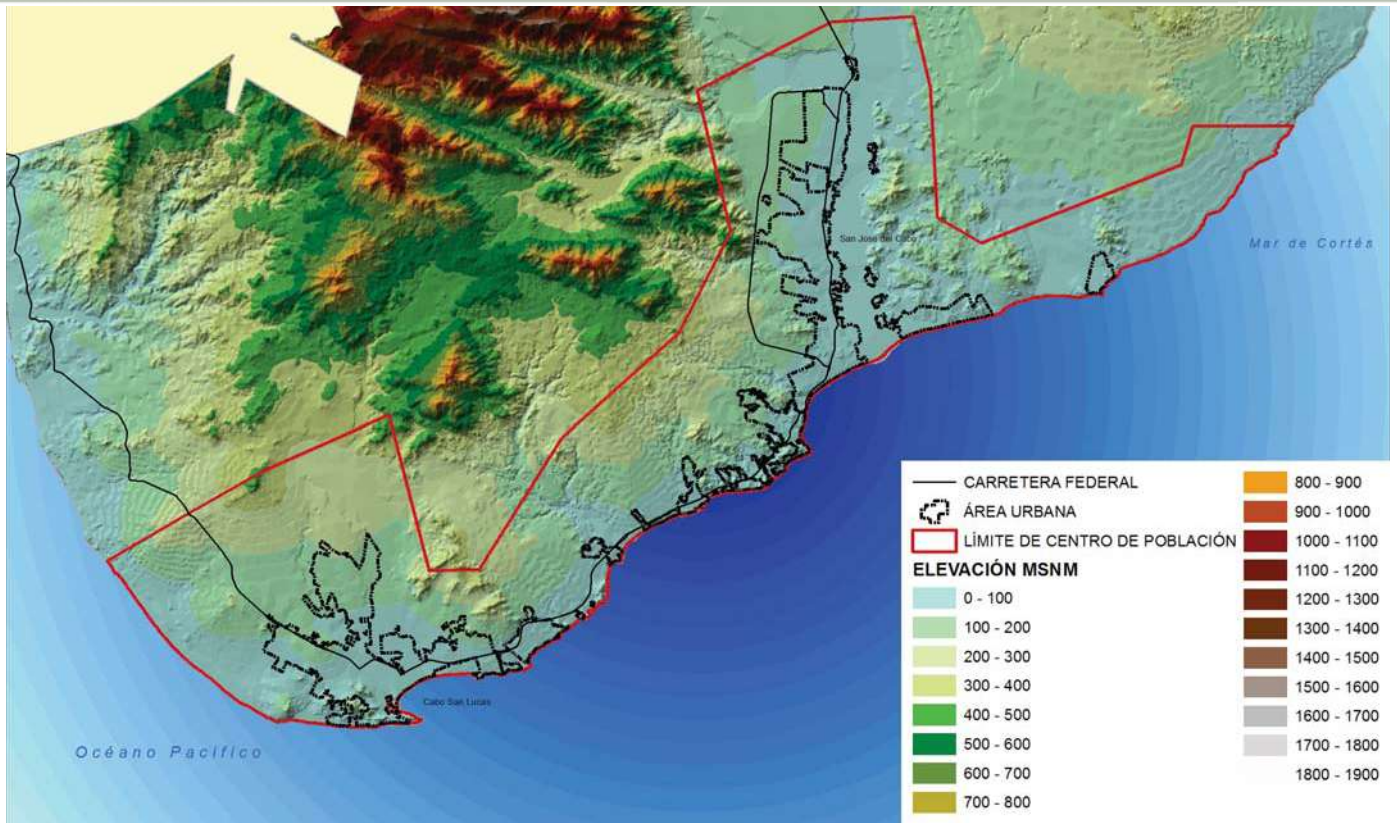 San José del Cabo
Mar de Cortés
Cabo San Lucas
Océano Pacífico
CARRETERA FEDERAL
ÁREA URBANA
LÍMITE DE CENTRO DE POBLACIÓN
ELEVACIÓN MSNM
0 - 100
100 - 200
200 - 300
300 - 400
400 - 500
500 - 600
600 - 700
700 - 800
800 - 900
900 - 1000
1000 - 1100
1100 - 1200
1200 - 1300
1300 - 1400
1400 - 1500
1500 - 1600
1600 - 1700
1700 - 1800
1800 - 1900